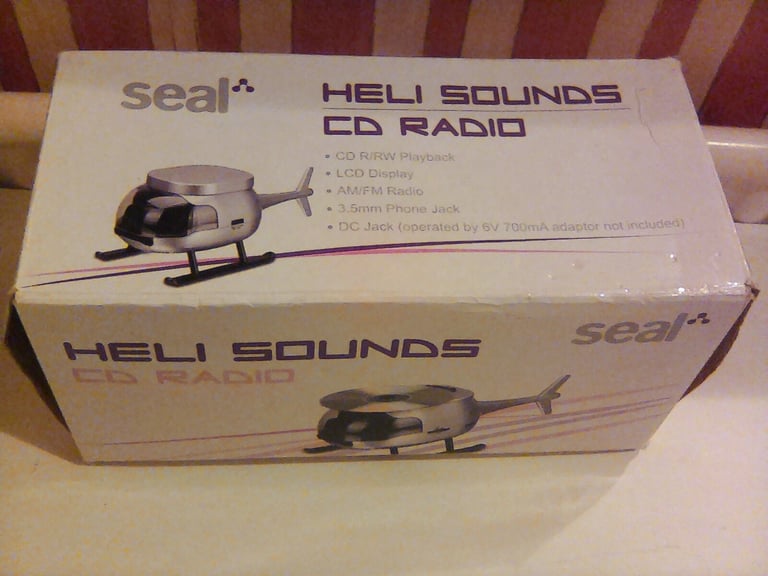 seal
HELI SOUNDS
CD RADIO
• CD R/RW Playback
• LCD Display
• AM/FM Radio
• 3.5mm Phone Jack
• DC Jack (operated by 6V 700mA adaptor not included)
HELI SOUNDS
CD RADIO
seal